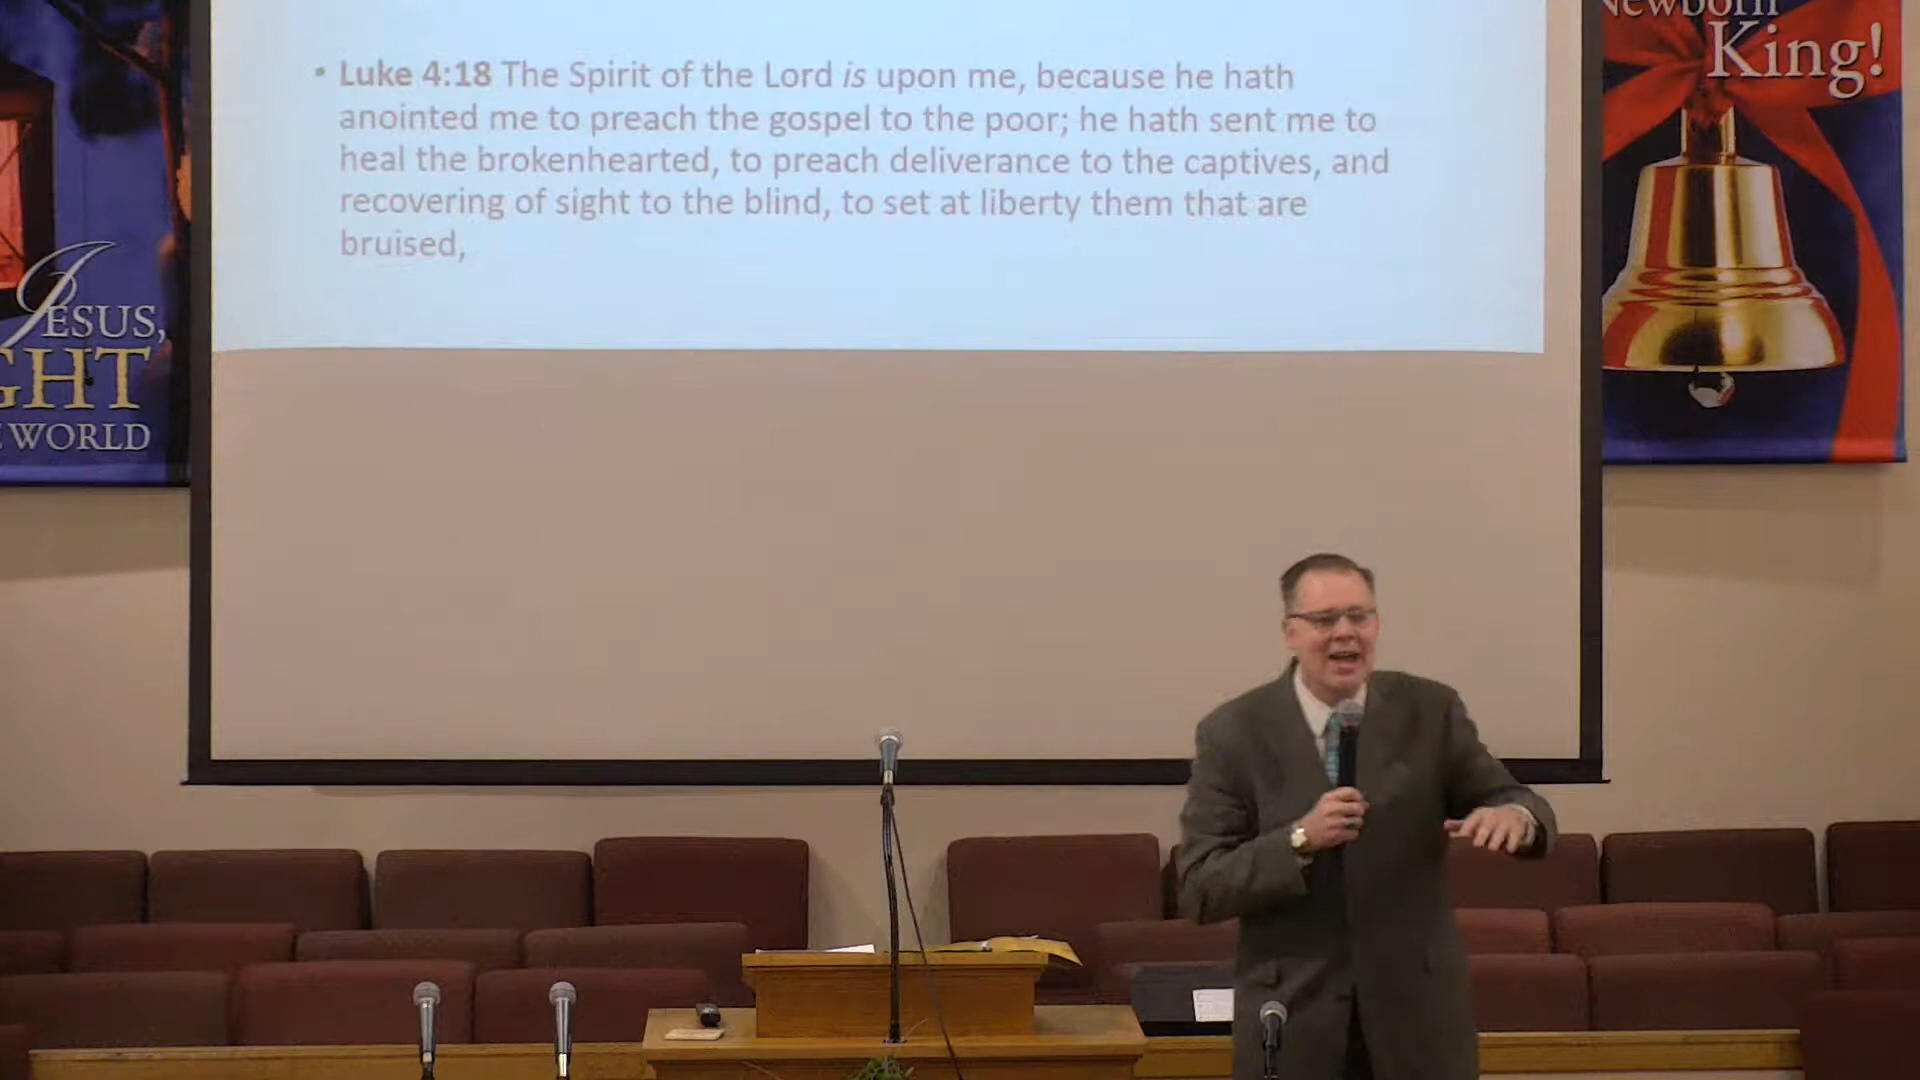 • Luke 4:18 The Spirit of the Lord is upon me, because he hath
anointed me to preach the gospel to the poor; he hath sent me to
heal the brokenhearted, to preach deliverance to the captives, and
recovering of sight to the blind, to set at liberty them that are
bruised,
Newborn
King!
JESUS,
GHT
WORLD